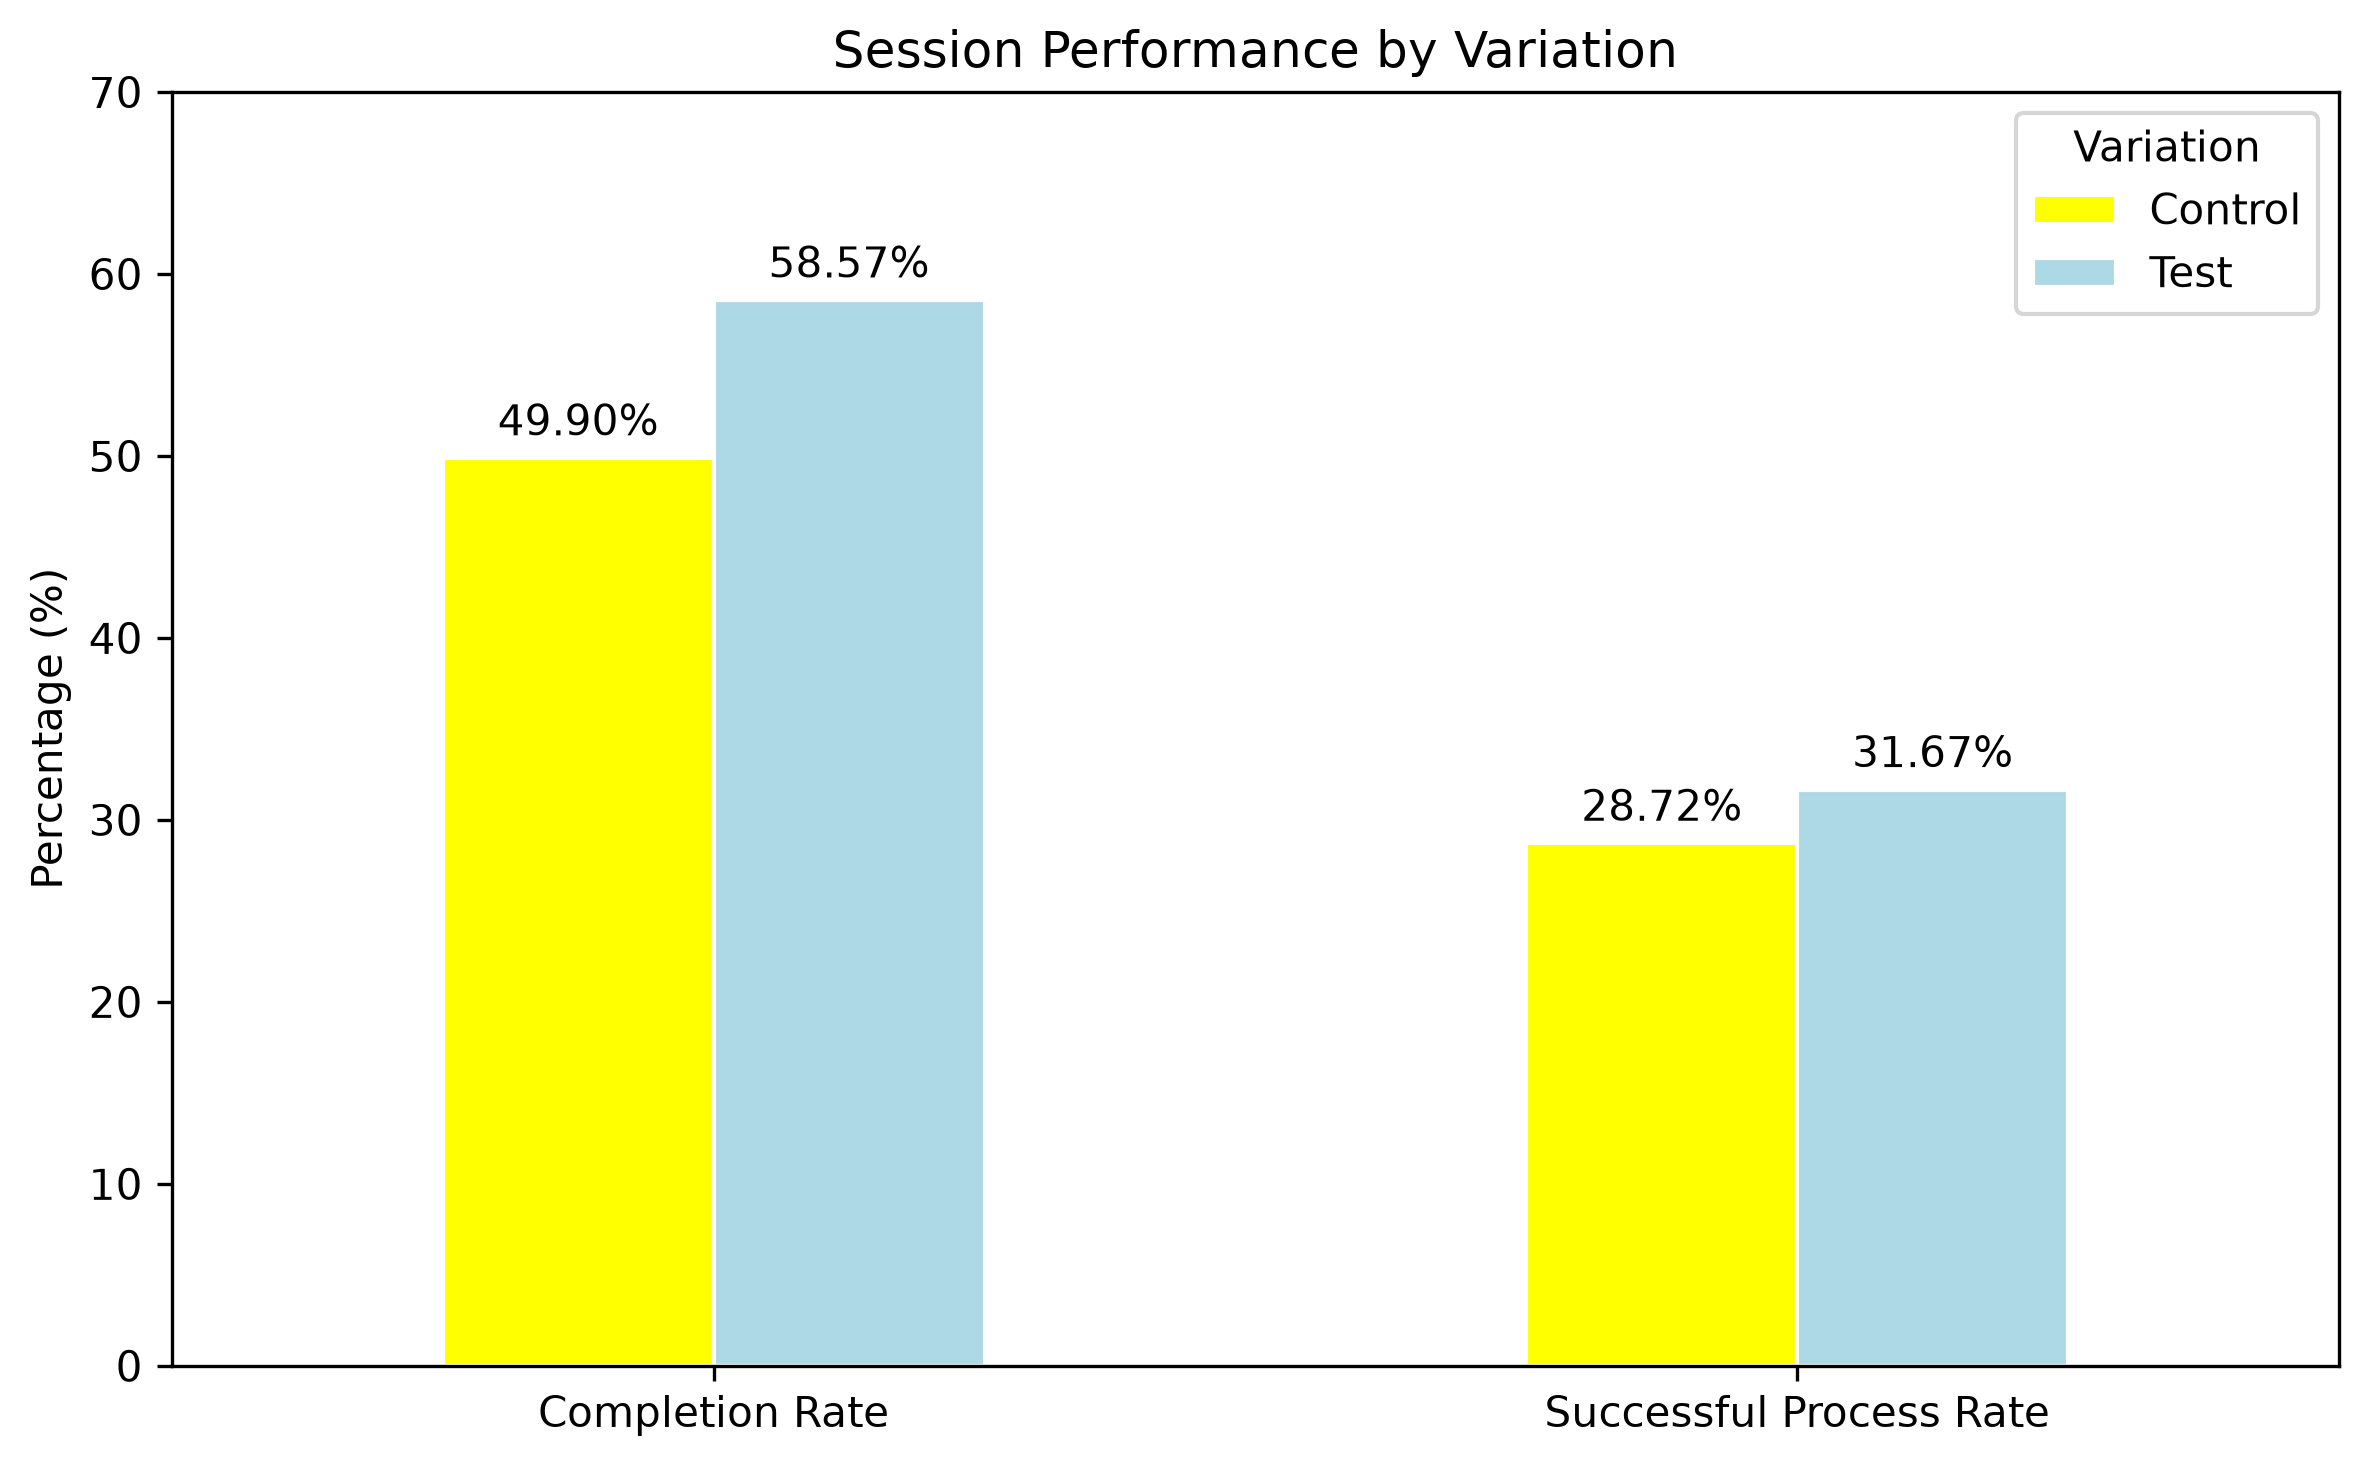 Session Performance by Variation
Percentage (%)
70
60
50
40
30
20
10
0
Variation
Control
Test
49.90%
58.57%
28.72%
31.67%
Completion Rate
Successful Process Rate